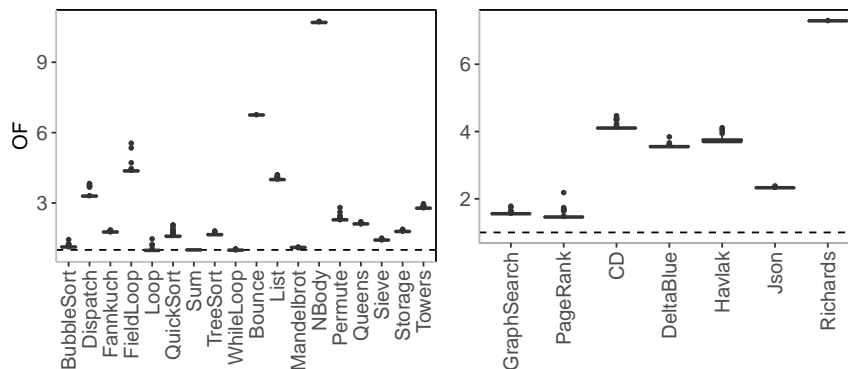 OF
9
6
3
BubbleSort
Dispatch
Fannkuch
FieldLoop
Loop
QuickSort
Sum
TreeSort
WhileLoop
Bounce
List
Mandelbrot
NBody
Permute
Queens
Sieve
Storage
Towers
6
4
2
GraphSearch
PageRank
CD
DeltaBlue
Havlak
Json
Richards